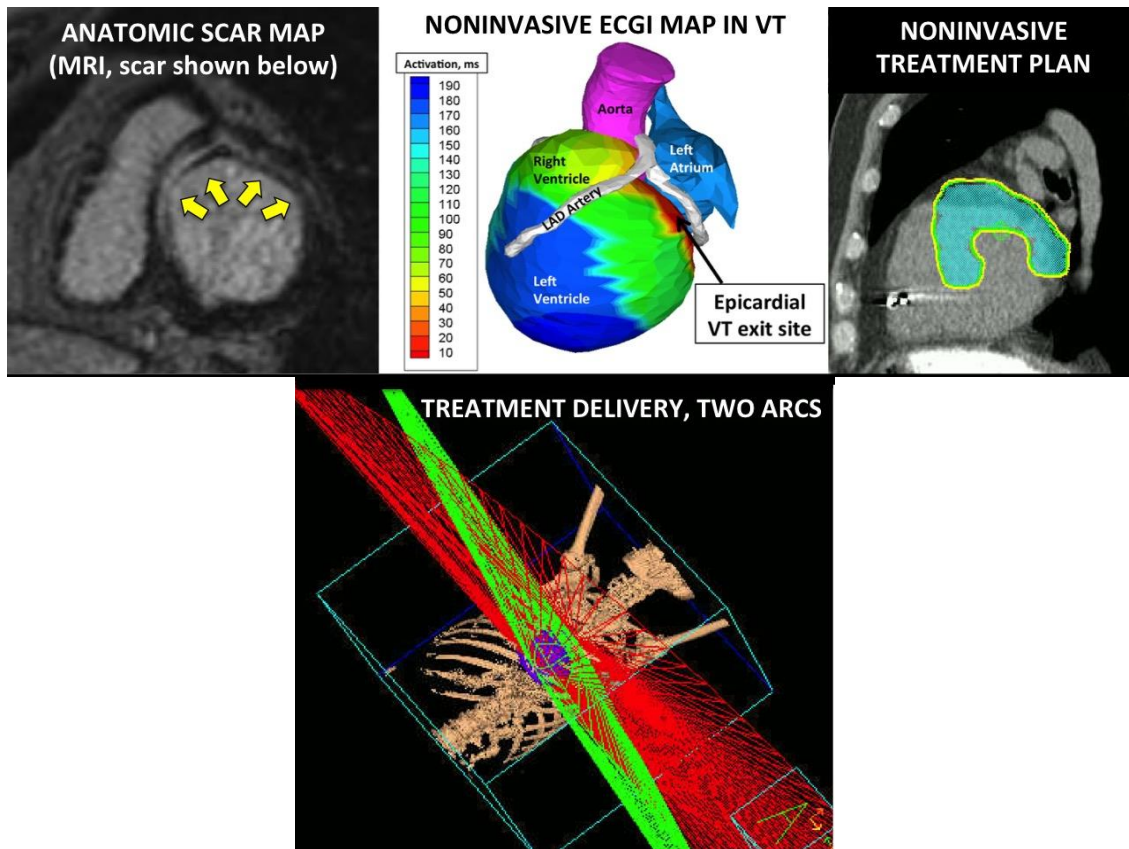 ANATOMIC SCAR MAP
(MRI, scar shown below)
NONINVASIVE ECGI MAP IN VT
Activation, ms
190
180
170
160
150
140
130
120
110
100
90
80
70
60
50
40
30
20
10
Aorta
Right
Ventricle
Left
Atrium
LAD Artery
Left
Ventricle
Epicardial
VT exit site
NONINVASIVE
TREATMENT PLAN
TREATMENT DELIVERY, TWO ARCS
A